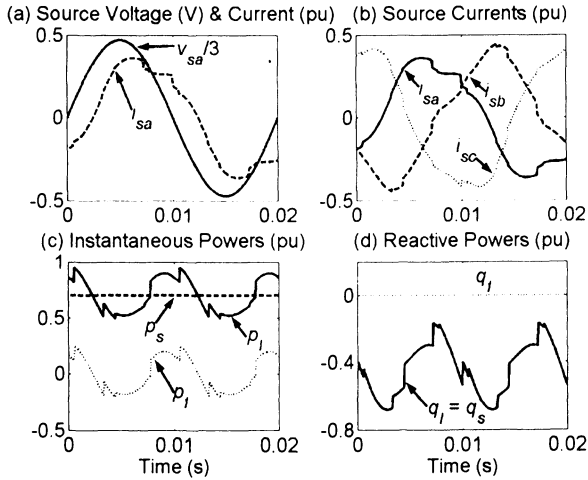 (a) Source Voltage (V) & Current (pu)
0.5
0
-0.5
0
0.01
0.02
v_sa/3
i_sa
(b) Source Currents (pu)
0.5
0
-0.5
0
0.01
0.02
i_sa
i_sb
i_sc
(c) Instantaneous Powers (pu)
1
0.5
0
-0.5
0
0.01
0.02
p_s
p_l
p_f
Time (s)
(d) Reactive Powers (pu)
0
-0.4
-0.8
0
0.01
0.02
q_f
q_l = q_s
Time (s)